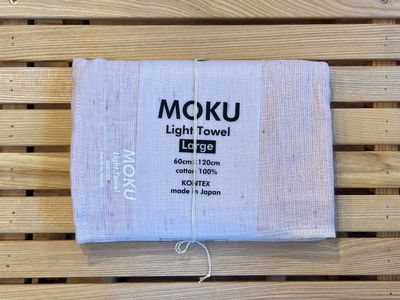 MOKU
Light Towel
Large
60cm×120cm
cotton 100%
KONTEX
made in Japan
MOKU
Light Towel